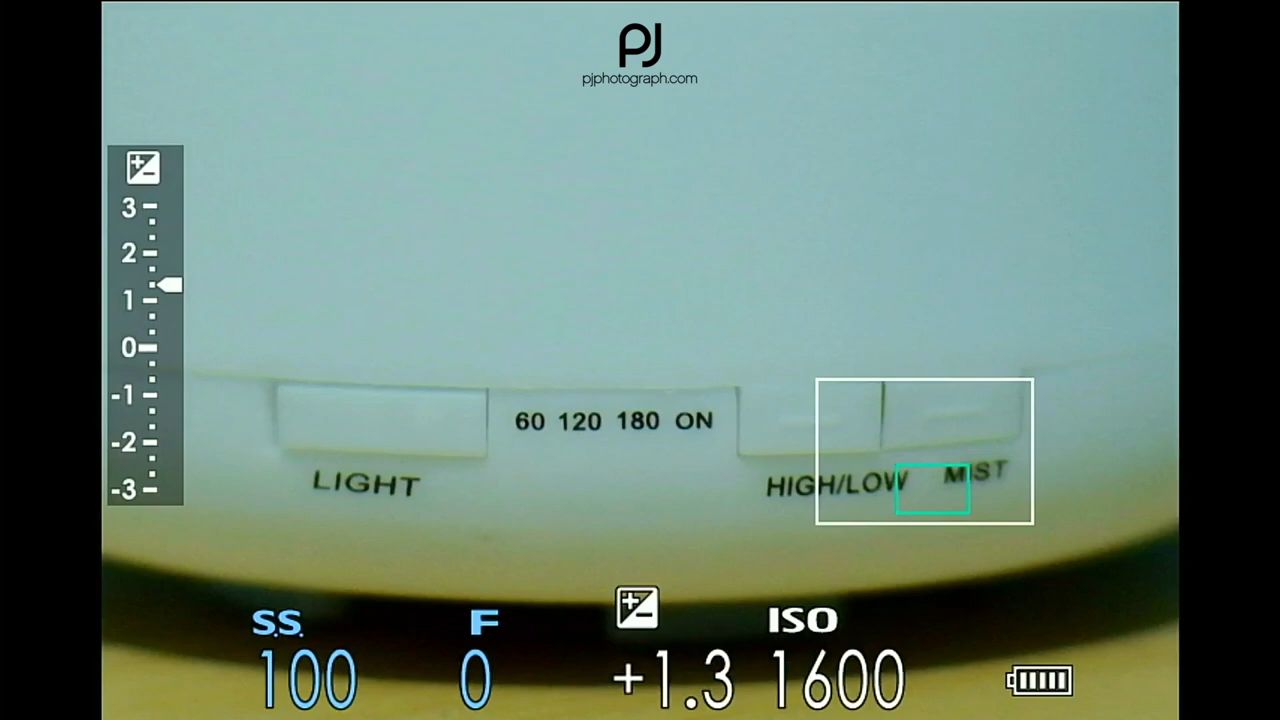 PJ
pjphotograph.com
3
2
1
0
-1
-2
-3
60 120 180 ON
LIGHT
HIGH/LOW MIST
S.S. F ISO
100 0 +1.3 1600